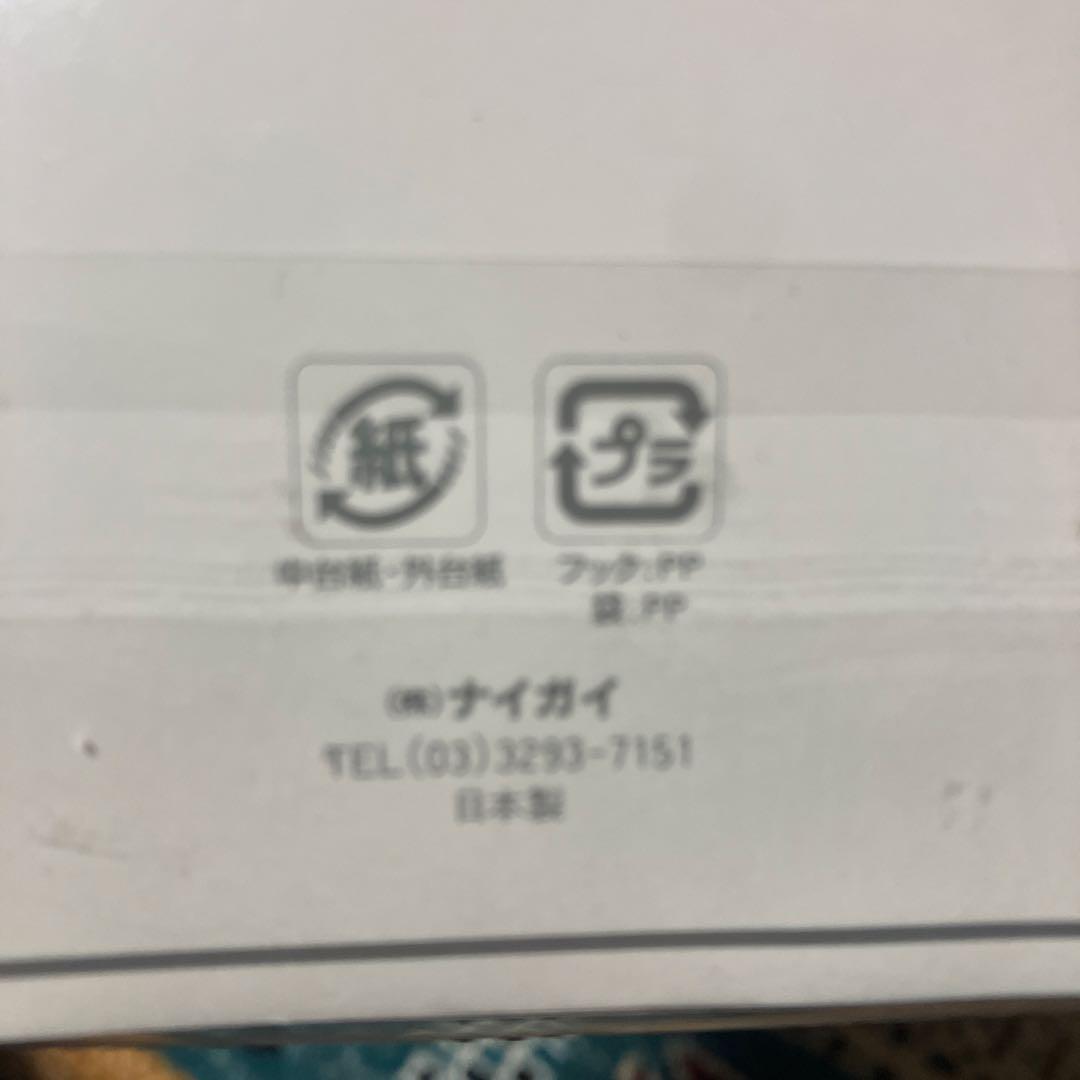 紙 プラ
中台紙・外台紙 フック:PP
袋:PP
㈱ナイガイ
TEL(03)3293-7151
日本製